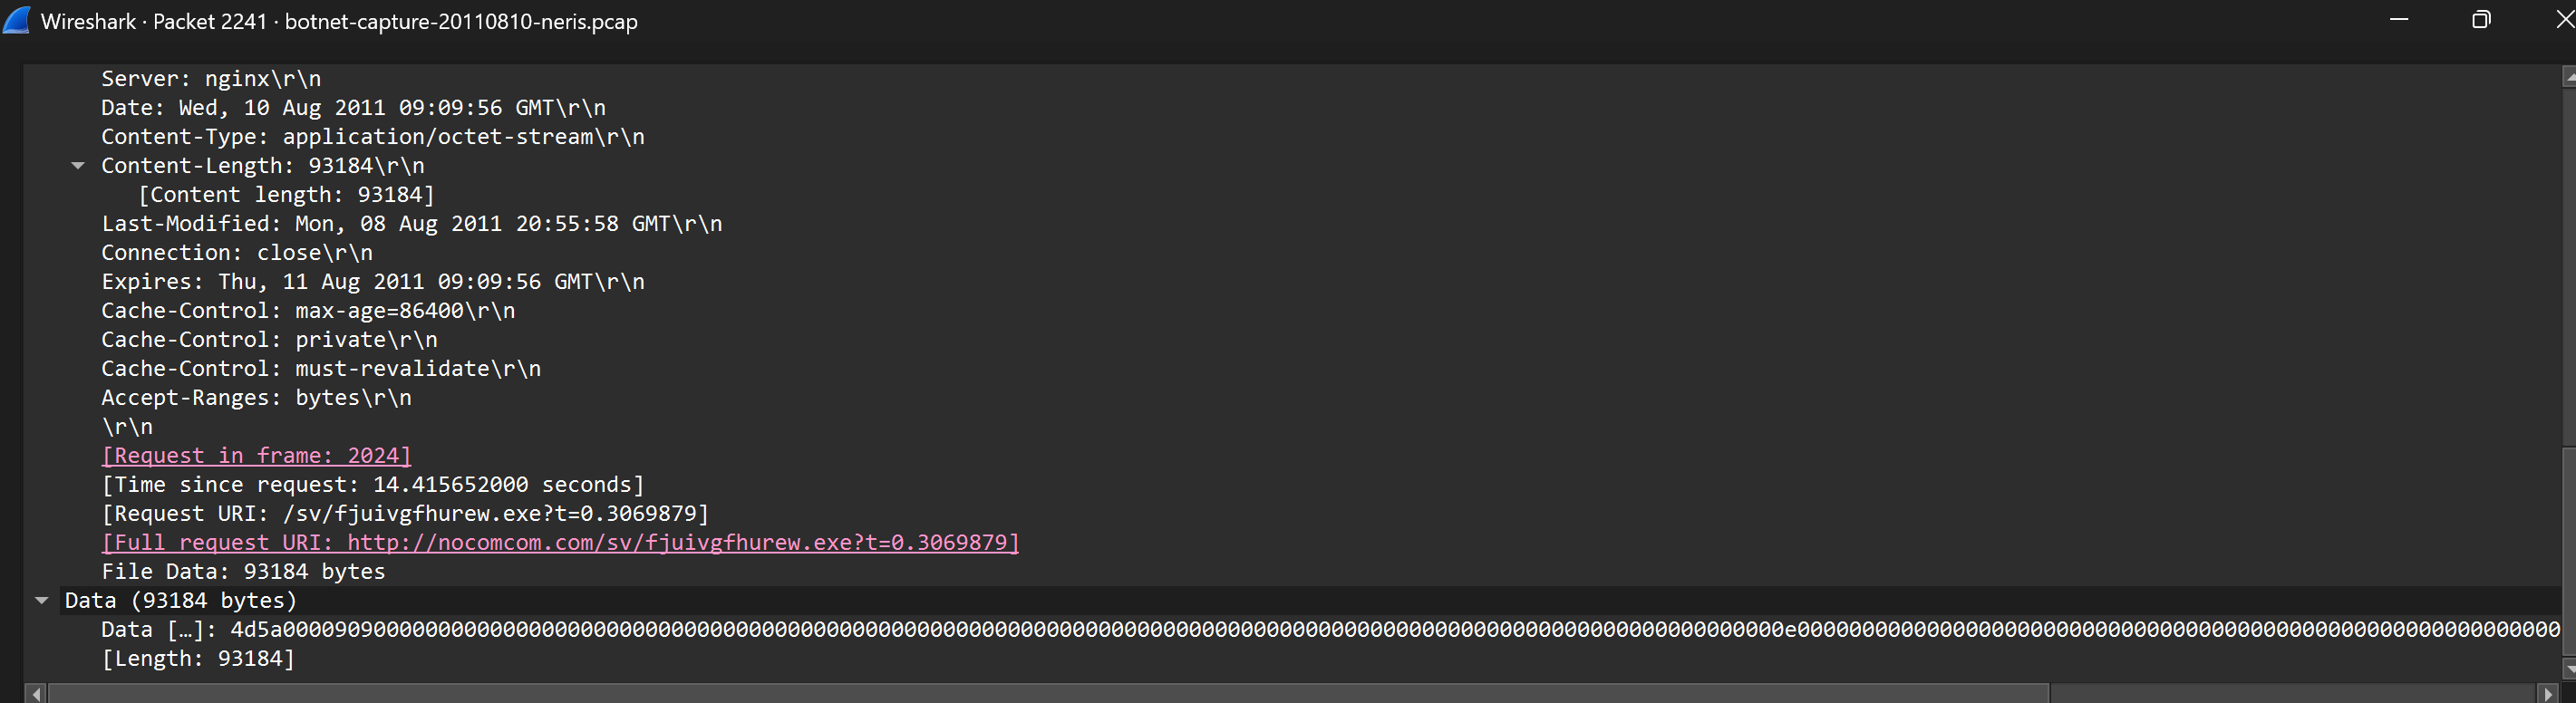 Wireshark · Packet 2241 · botnet-capture-20110810-neris.pcap
Server: nginx\r\n
Date: Wed, 10 Aug 2011 09:09:56 GMT\r\n
Content-Type: application/octet-stream\r\n
Content-Length: 93184\r\n
[Content length: 93184]
Last-Modified: Mon, 08 Aug 2011 20:55:58 GMT\r\n
Connection: close\r\n
Expires: Thu, 11 Aug 2011 09:09:56 GMT\r\n
Cache-Control: max-age=86400\r\n
Cache-Control: private\r\n
Cache-Control: must-revalidate\r\n
Accept-Ranges: bytes\r\n
\r\n
[Request in frame: 2024]
[Time since request: 14.415652000 seconds]
[Request URI: /sv/fjuivgfhurew.exe?t=0.3069879]
[Full request URI: http://nocomcom.com/sv/fjuivgfhurew.exe?t=0.3069879]
File Data: 93184 bytes
Data (93184 bytes)
Data […]:
[Length: 93184]